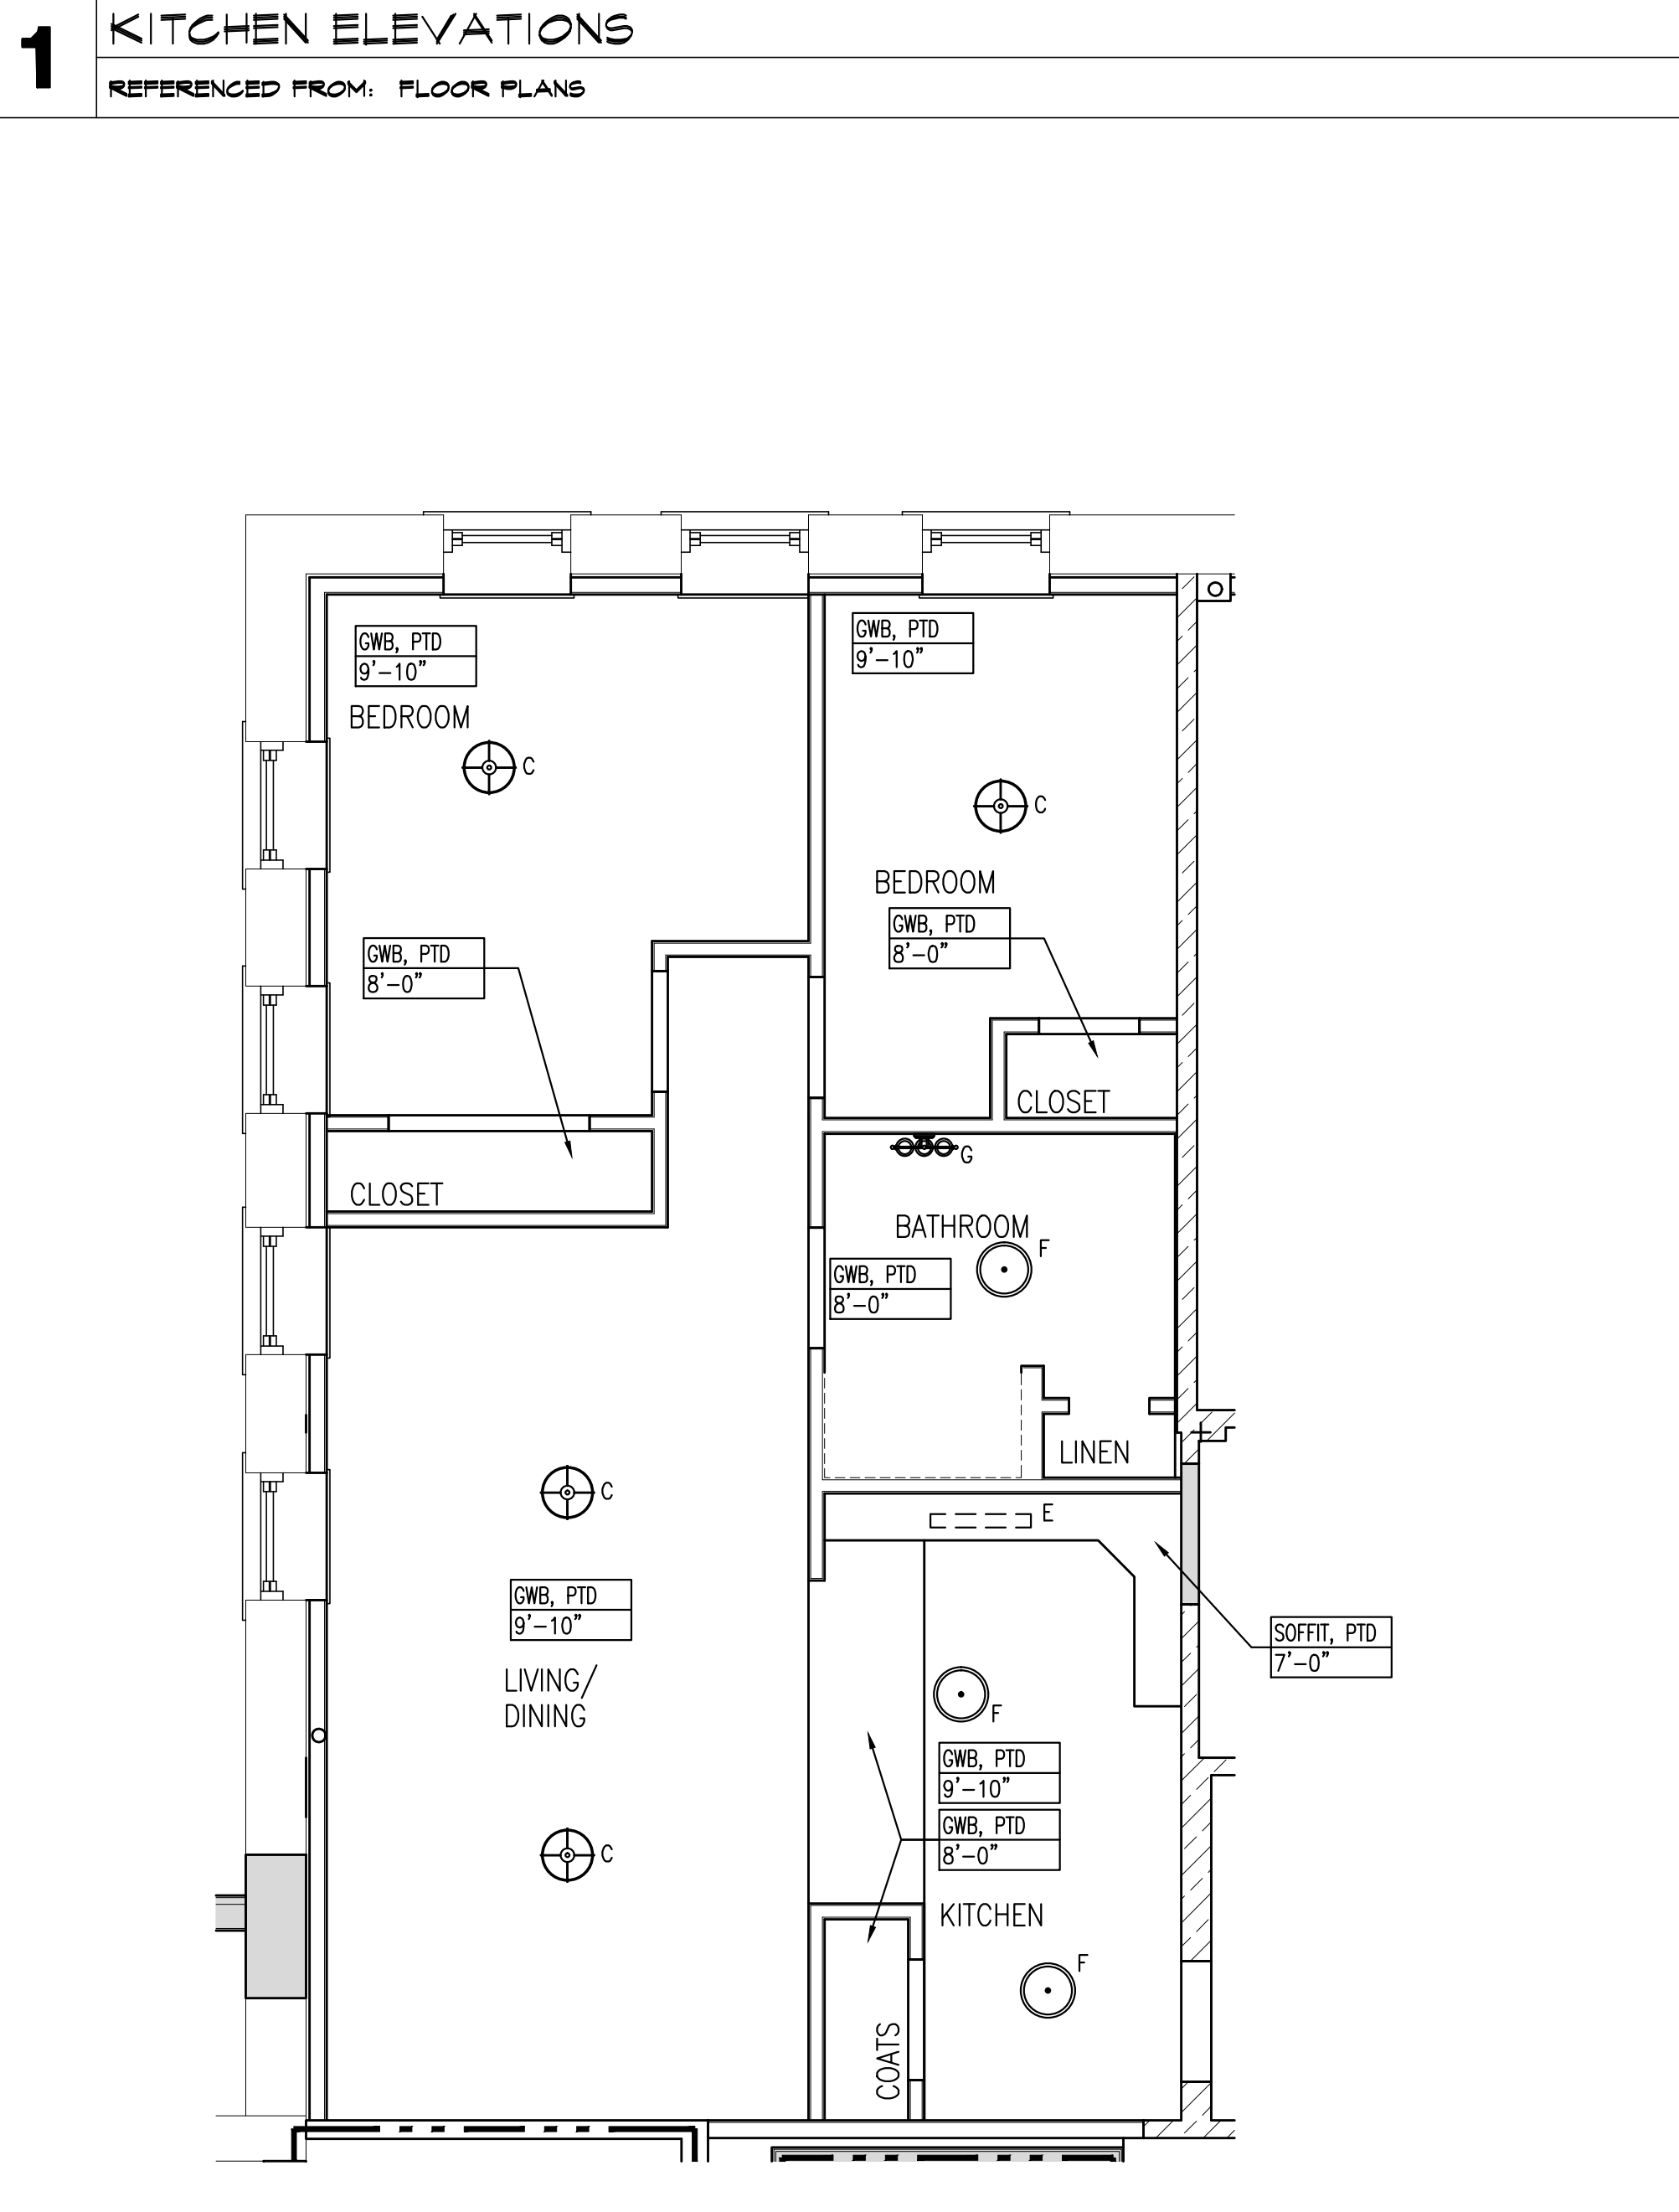 1
KITCHEN ELEVATIONS
REFERENCED FROM: FLOOR PLANS
GWB, PTD
9'-10"
BEDROOM
C
GWB, PTD
9'-10"
C
BEDROOM
GWB, PTD
8'-0"
GWB, PTD
8'-0"
CLOSET
CLOSET
G
BATHROOM
F
GWB, PTD
8'-0"
LINEN
E
C
GWB, PTD
9'-10"
LIVING/
DINING
SOFFIT, PTD
7'-0"
F
GWB, PTD
9'-10"
GWB, PTD
8'-0"
C
KITCHEN
F
COATS